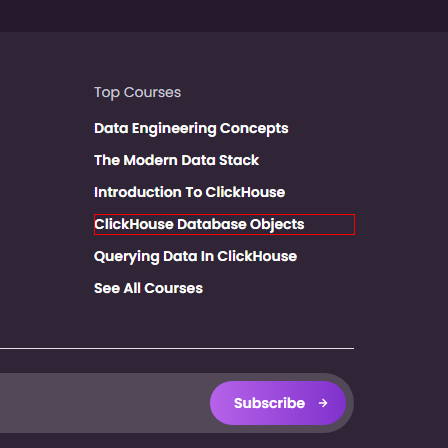 Top Courses
Data Engineering Concepts
The Modern Data Stack
Introduction To ClickHouse
ClickHouse Database Objects
Querying Data In ClickHouse
See All Courses
Subscribe →